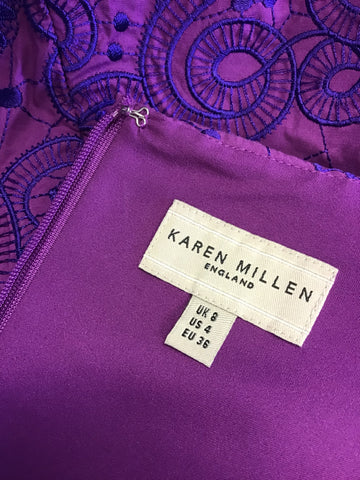 KAREN MILLEN
ENGLAND
UK 8
US 4
EU 36